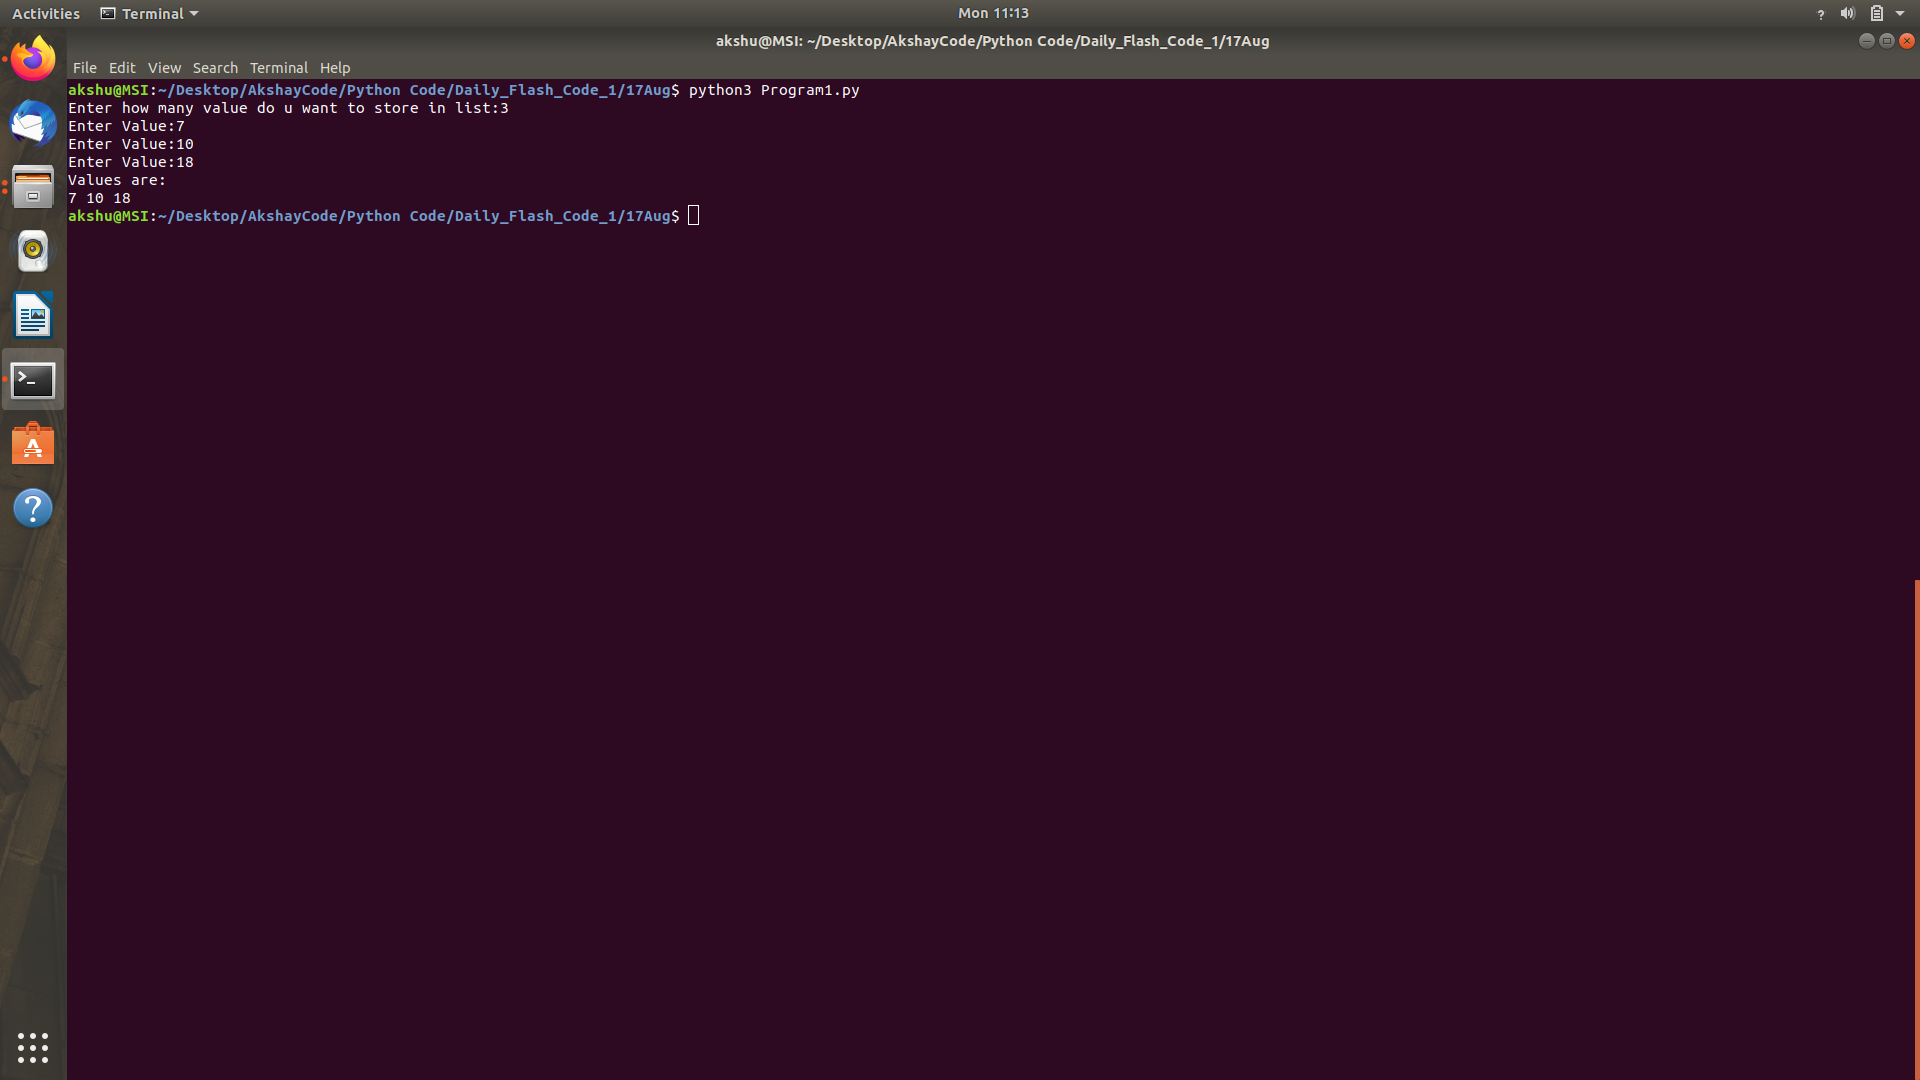 Activities Terminal Mon 11:13 ?
akshu@MSI: ~/Desktop/AkshayCode/Python Code/Daily_Flash_Code_1/17Aug
File Edit View Search Terminal Help
akshu@MSI:~/Desktop/AkshayCode/Python Code/Daily_Flash_Code_1/17Aug$ python3 Program1.py
Enter how many value do u want to store in list:3
Enter Value:7
Enter Value:10
Enter Value:18
Values are:
7 10 18
akshu@MSI:~/Desktop/AkshayCode/Python Code/Daily_Flash_Code_1/17Aug$